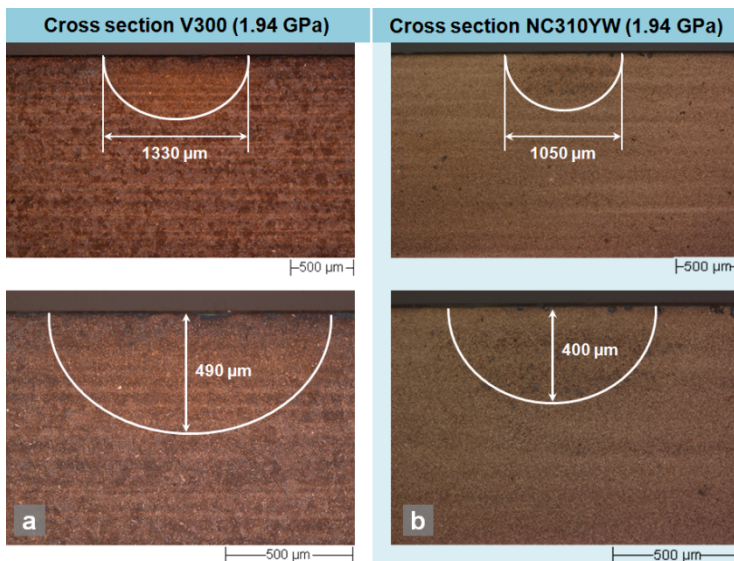 Cross section V300 (1.94 GPa)
Cross section NC310YW (1.94 GPa)
1330 µm
1050 µm
500 µm
500 µm
490 µm
400 µm
a
b
500 µm
500 µm